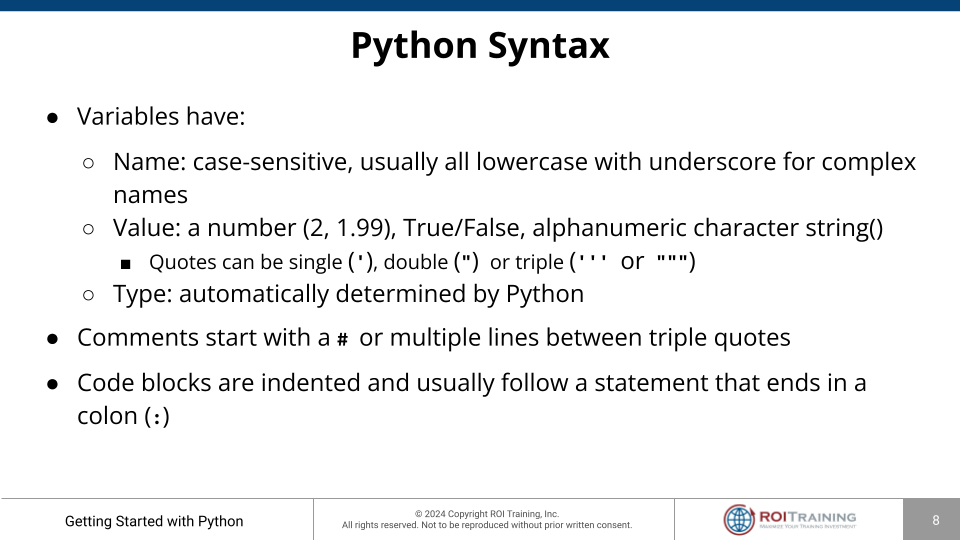 Python Syntax
● Variables have:
○ Name: case-sensitive, usually all lowercase with underscore for complex
names
○ Value: a number (2, 1.99), True/False, alphanumeric character string()
■ Quotes can be single ('), double (") or triple (''' or """)
○ Type: automatically determined by Python
● Comments start with a # or multiple lines between triple quotes
● Code blocks are indented and usually follow a statement that ends in a
colon (:)
Getting Started with Python
© 2024 Copyright ROI Training, Inc.
All rights reserved. Not to be reproduced without prior written consent.
ROITRAINING
MAXIMIZE YOUR TRAINING INVESTMENT
8